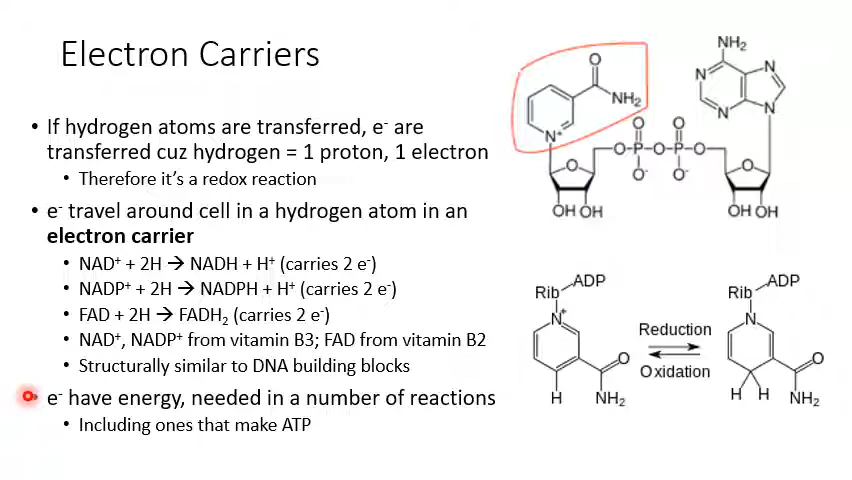 Electron Carriers
• If hydrogen atoms are transferred, e- are
transferred cuz hydrogen = 1 proton, 1 electron
• Therefore it's a redox reaction
• e- travel around cell in a hydrogen atom in an
electron carrier
• NAD+ + 2H → NADH + H+ (carries 2 e-)
• NADP+ + 2H → NADPH + H+ (carries 2 e-)
• FAD + 2H → FADH2 (carries 2 e-)
• NAD+, NADP+ from vitamin B3; FAD from vitamin B2
• Structurally similar to DNA building blocks
• e- have energy, needed in a number of reactions
• Including ones that make ATP
NH2
O
N N
NH2
N N
N+
O O
O-P-O-P-O
O- O-
O O
OH OH OH OH
ADP ADP
Rib Rib
N+ N
Reduction
Oxidation
O O
H NH2 H H NH2